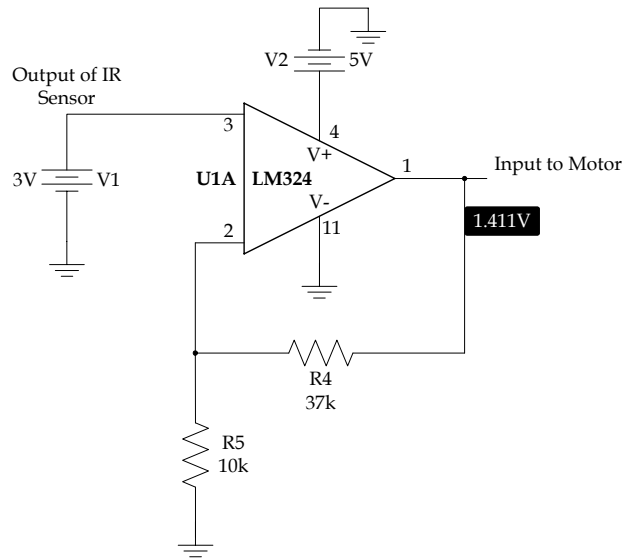 V2
5V
Output of IR
Sensor
3
4
V+
1
Input to Motor
3V
V1
U1A
LM324
V-
2
11
1.411V
R4
37k
R5
10k